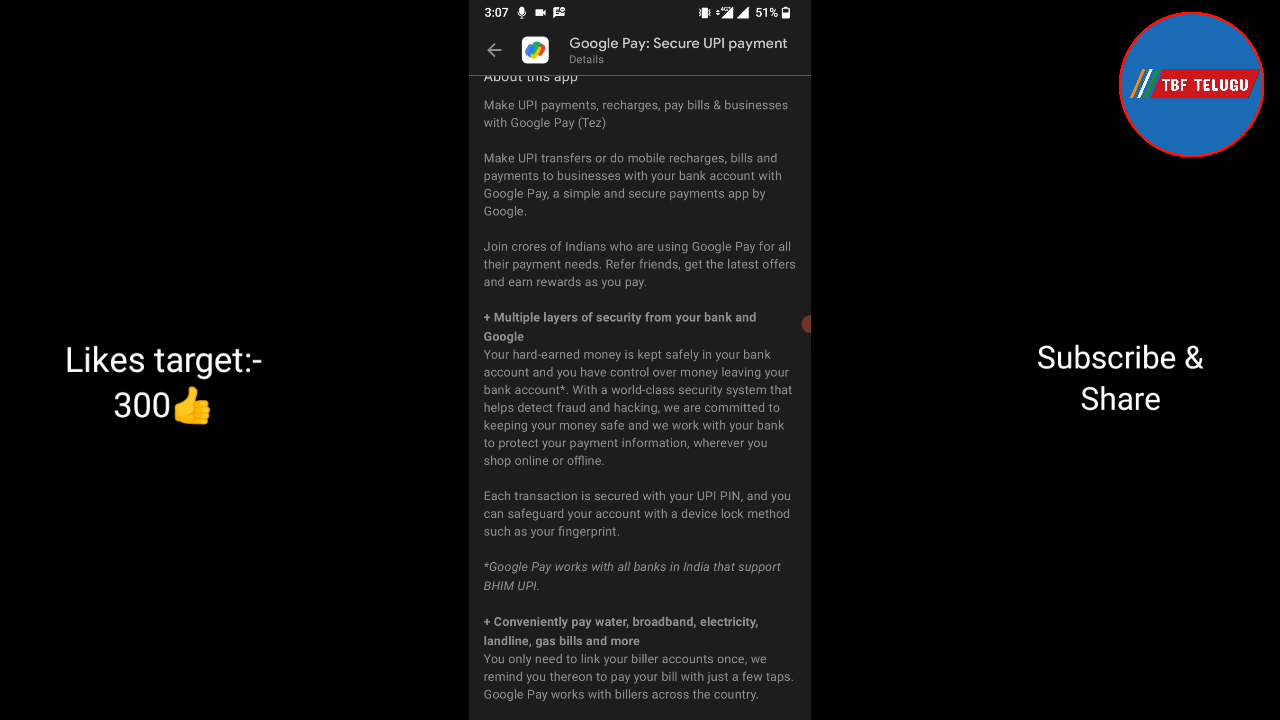 3:07
4G
51%
Google Pay: Secure UPI payment
Details
TBF TELUGU
About this app
Make UPI payments, recharges, pay bills & businesses
with Google Pay (Tez)
Make UPI transfers or do mobile recharges, bills and
payments to businesses with your bank account with
Google Pay, a simple and secure payments app by
Google.
Join crores of Indians who are using Google Pay for all
their payment needs. Refer friends, get the latest offers
and earn rewards as you pay.
+ Multiple layers of security from your bank and
Google
Your hard-earned money is kept safely in your bank
account and you have control over money leaving your
bank account*. With a world-class security system that
helps detect fraud and hacking, we are committed to
keeping your money safe and we work with your bank
to protect your payment information, wherever you
shop online or offline.
Each transaction is secured with your UPI PIN, and you
can safeguard your account with a device lock method
such as your fingerprint.
*Google Pay works with all banks in India that support
BHIM UPI.
+ Conveniently pay water, broadband, electricity,
landline, gas bills and more
You only need to link your biller accounts once, we
remind you thereon to pay your bill with just a few taps.
Google Pay works with billers across the country.
Likes target:-
300👍
Subscribe &
Share